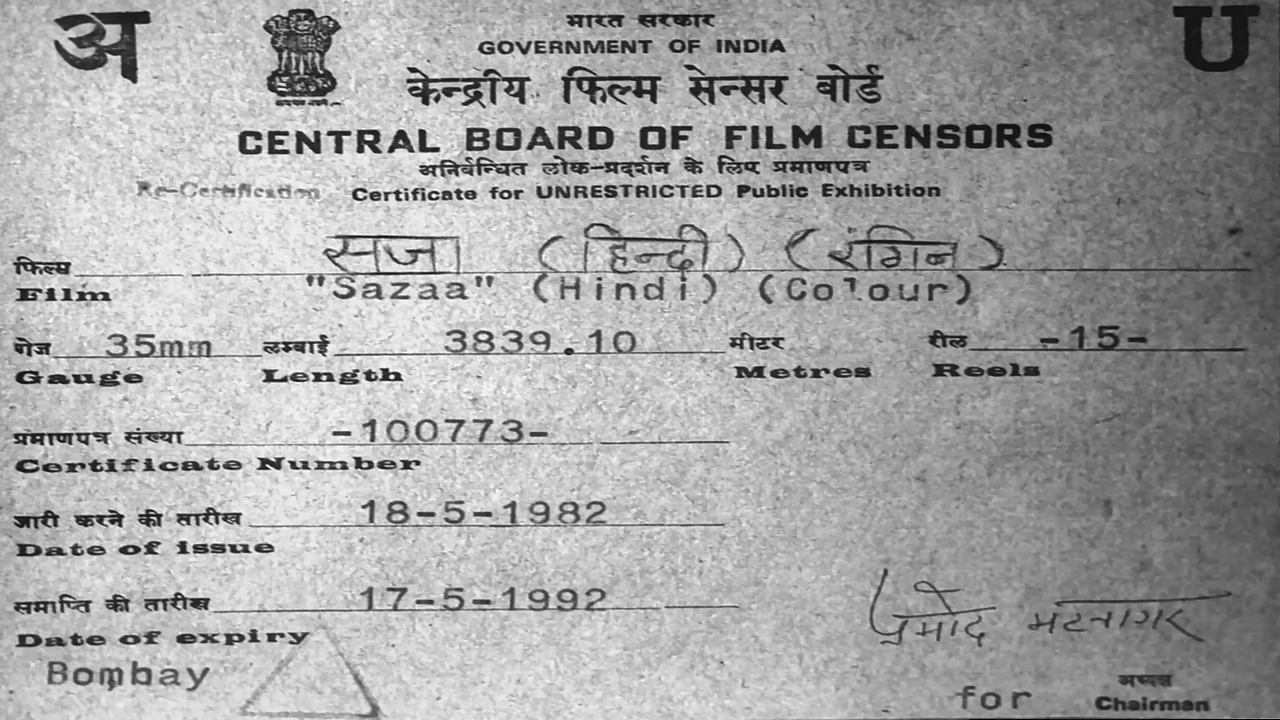 अ
भारत सरकार
U
GOVERNMENT OF INDIA
केन्द्रीय फिल्म सेन्सर बोर्ड
CENTRAL BOARD OF FILM CENSORS
अनिर्बन्धित लोक-प्रदर्शन के लिए प्रमाणपत्र
Re-Certification Certificate for UNRESTRICTED Public Exhibition
फिल्म सजा (हिन्दी) (रंगिन)
Film "Sazaa" (Hindi) (Colour)
गेज 35mm लम्बाई 3839.10 मीटर रील -15-
Gauge Length Metres Reels
प्रमाणपत्र संख्या -100773-
Certificate Number
जारी करने की तारीख 18-5-1982
Date of issue
समाप्ति की तारीख 17-5-1992
Date of expiry
प्रमोद भटनागर
Bombay
अध्यक्ष
for Chairman